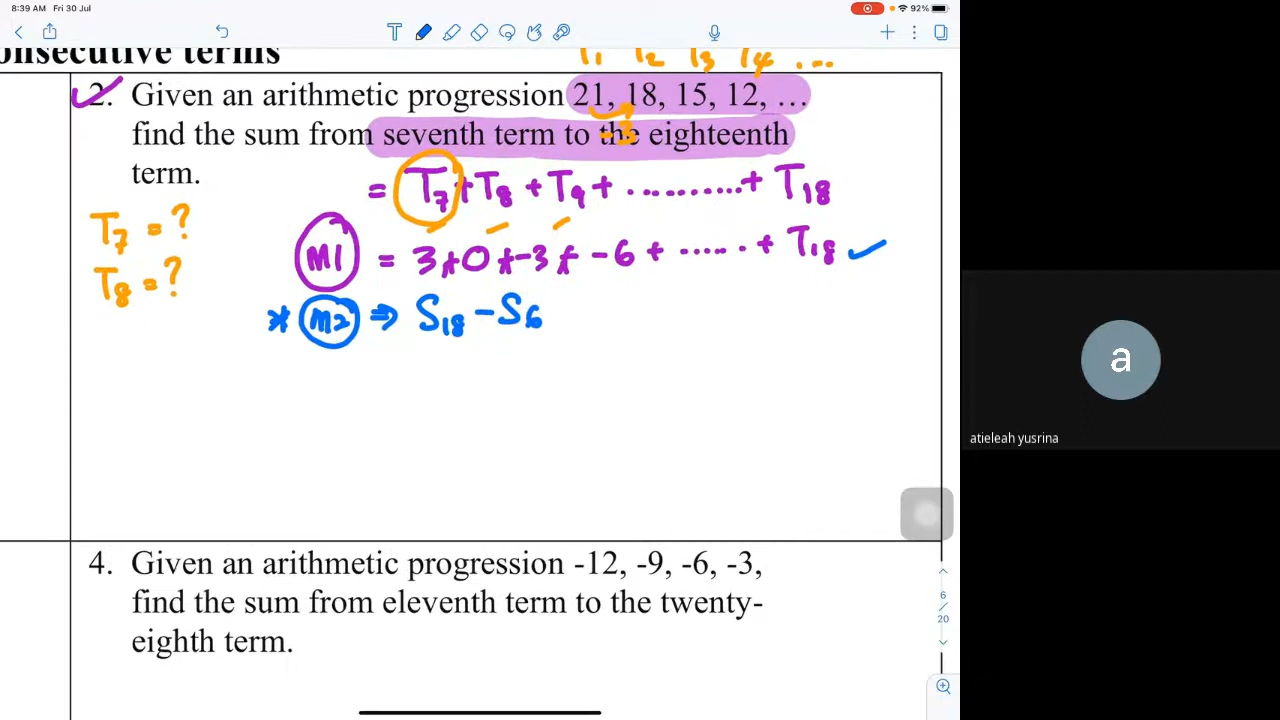 8:39 AM Fri 30 Jul
92%
onsecutive terms
T1 T2 T3 T4 ...
2. Given an arithmetic progression 21, 18, 15, 12, …
-3
find the sum from seventh term to the eighteenth
term.
= T7 + T8 + T9 + .......... + T18
T7 = ?
T8 = ?
M1 = 3 + 0 + -3 + -6 + ...... + T18 ✓
* M2 ⇒ S18 - S6
4. Given an arithmetic progression -12, -9, -6, -3,
find the sum from eleventh term to the twenty-
eighth term.
6
/
20
a
atieleah yusrina